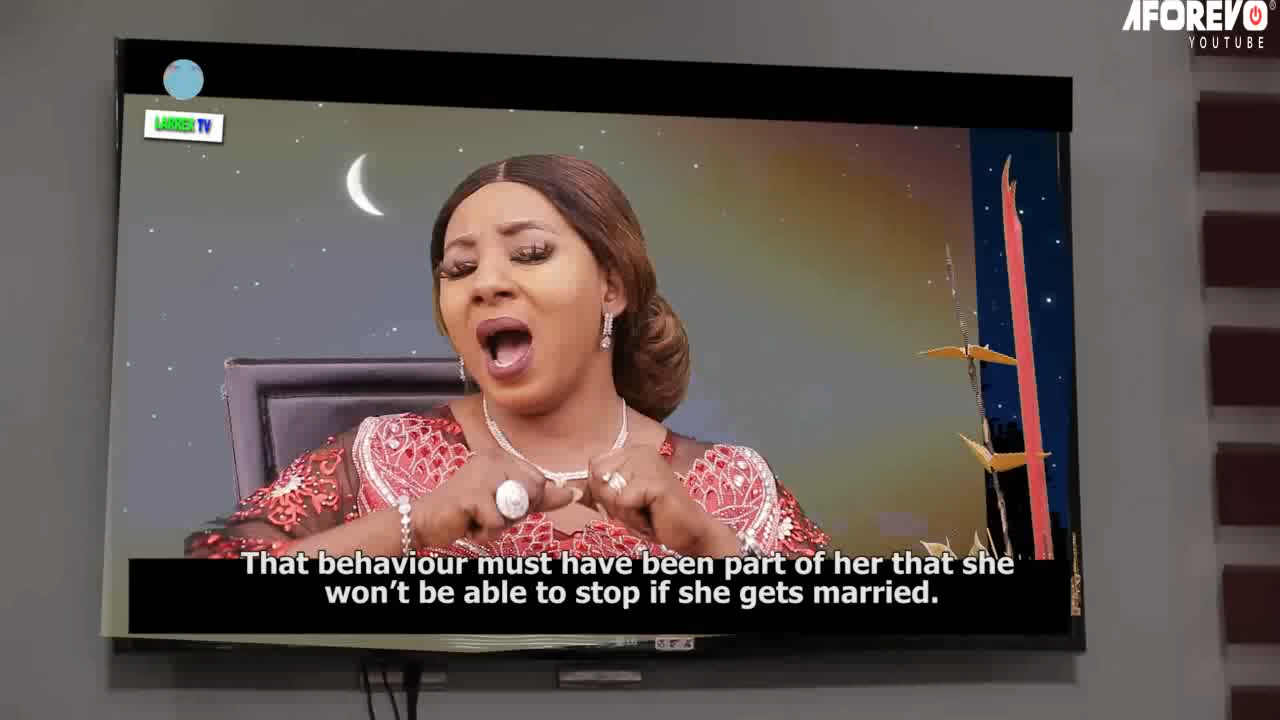 AFOREVO
YOUTUBE
LARREX TV
That behaviour must have been part of her that she
won't be able to stop if she gets married.